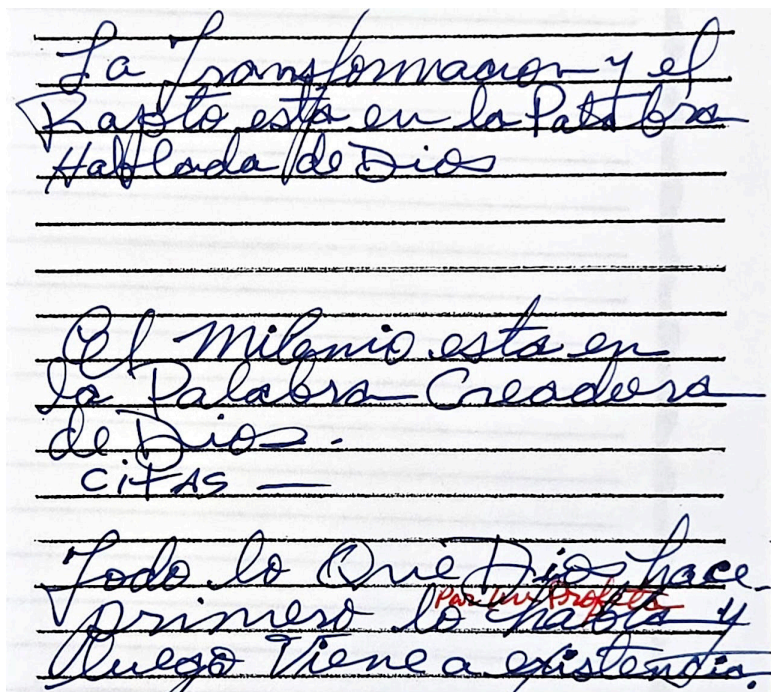 La Transformacion y el
Rapto esta en la Palabra
Hablada de Dios
El Milenio esta en
la Palabra Creadora
de Dios.
CITAS —
Todo lo Que Dios hace
por un Profeta
primero lo habla y
luego Viene a existencia.